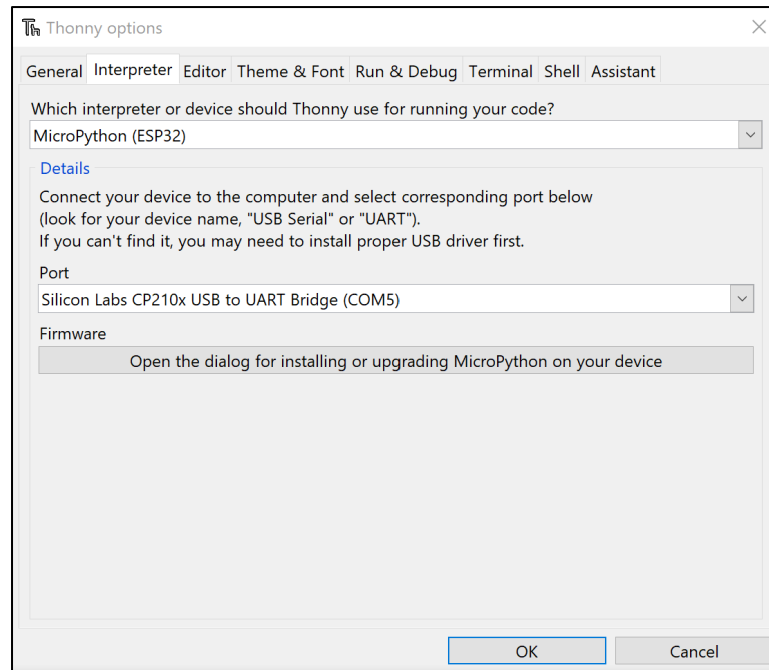 Th Thonny options
General Interpreter Editor Theme & Font Run & Debug Terminal Shell Assistant
Which interpreter or device should Thonny use for running your code?
MicroPython (ESP32)
Details
Connect your device to the computer and select corresponding port below
(look for your device name, "USB Serial" or "UART").
If you can't find it, you may need to install proper USB driver first.
Port
Silicon Labs CP210x USB to UART Bridge (COM5)
Firmware
Open the dialog for installing or upgrading MicroPython on your device
OK Cancel